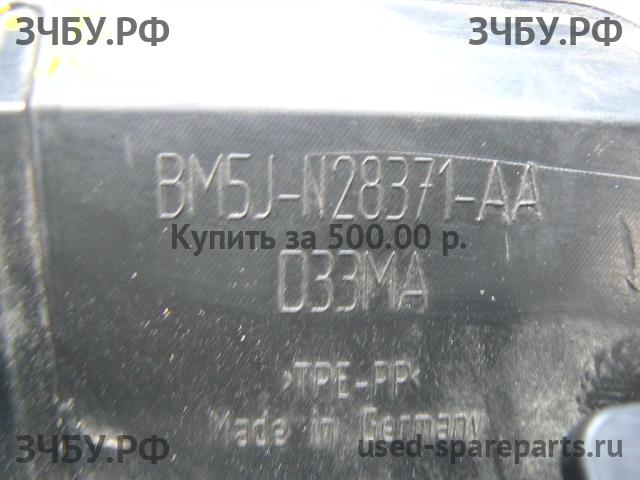 ЗЧБУ.РФ ЗЧБУ.РФ
BM5J-N28371-AA
Купить за 500.00 р.
D33MA
>TPE-PP<
Made in Germany
ЗЧБУ.РФ used-spareparts.ru